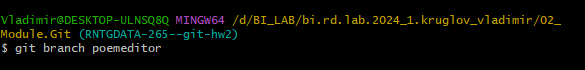 Vladimir@DESKTOP-ULNSQ8Q MINGW64 /d/BI_LAB/bi.rd.lab.2024_1.kruglov_vladimir/02_
Module.Git (RNTGDATA-265--git-hw2)
$ git branch poemeditor